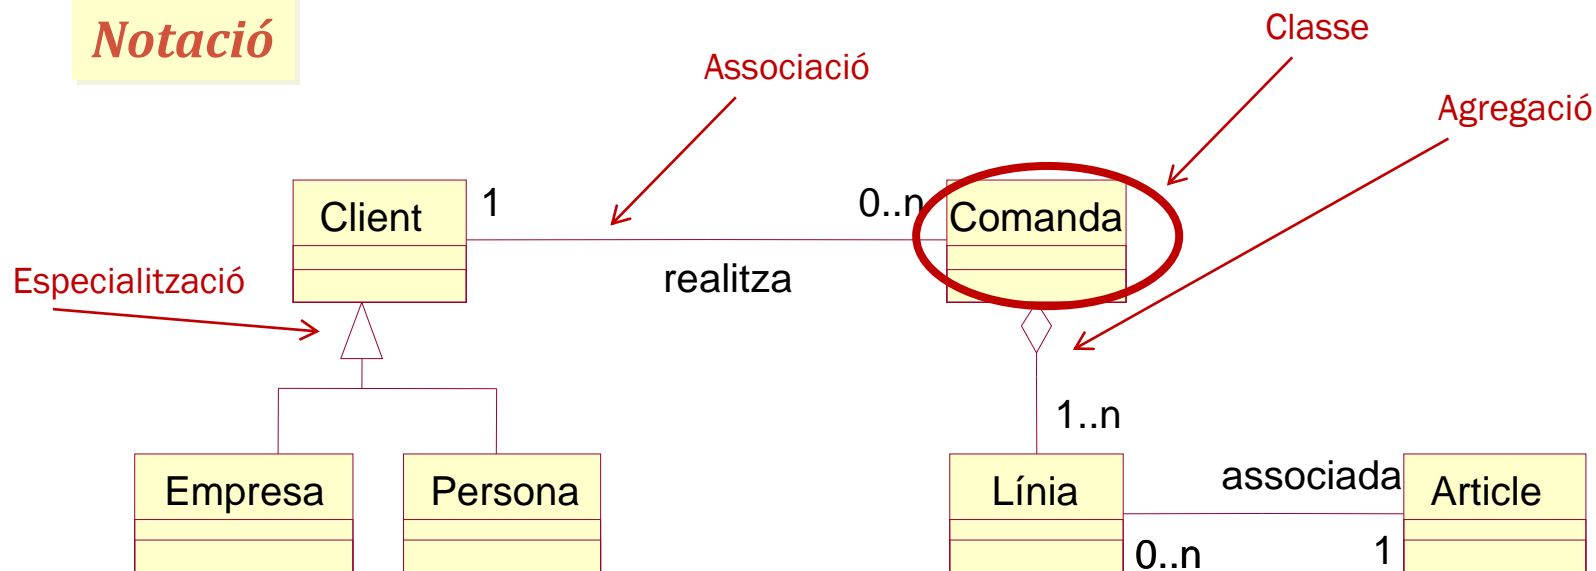 Notació
Classe
Associació
Agregació
Client
1
0..n
Comanda
realitza
Especialització
1..n
Empresa
Persona
Línia
associada
Article
0..n
1